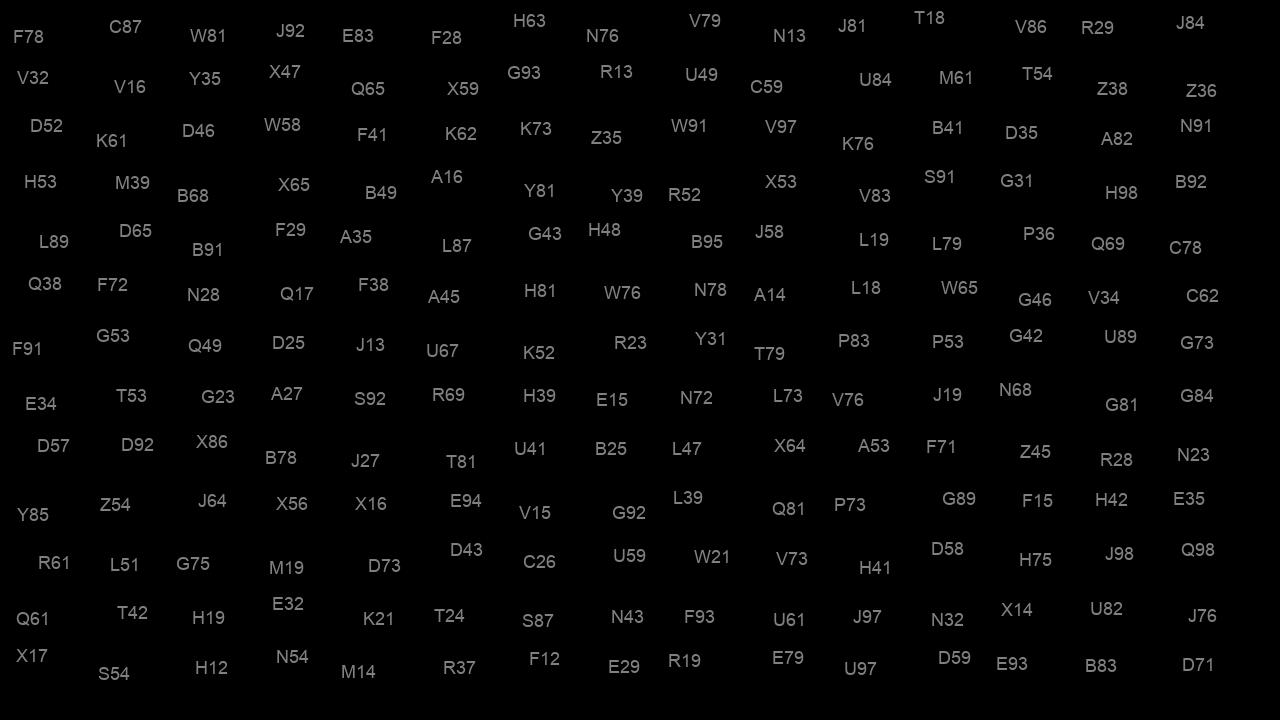 F78 C87 W81 J92 E83 F28 H63 N76 V79 N13 J81 T18 V86 R29 J84
V32 V16 Y35 X47 Q65 X59 G93 R13 U49 C59 U84 M61 T54 Z38 Z36
D52 K61 D46 W58 F41 K62 K73 Z35 W91 V97 K76 B41 D35 A82 N91
H53 M39 B68 X65 B49 A16 Y81 Y39 R52 X53 V83 S91 G31 H98 B92
L89 D65 B91 F29 A35 L87 G43 H48 B95 J58 L19 L79 P36 Q69 C78
Q38 F72 N28 Q17 F38 A45 H81 W76 N78 A14 L18 W65 G46 V34 C62
F91 G53 Q49 D25 J13 U67 K52 R23 Y31 T79 P83 P53 G42 U89 G73
E34 T53 G23 A27 S92 R69 H39 E15 N72 L73 V76 J19 N68 G81 G84
D57 D92 X86 B78 J27 T81 U41 B25 L47 X64 A53 F71 Z45 R28 N23
Y85 Z54 J64 X56 X16 E94 V15 G92 L39 Q81 P73 G89 F15 H42 E35
R61 L51 G75 M19 D73 D43 C26 U59 W21 V73 H41 D58 H75 J98 Q98
Q61 T42 H19 E32 K21 T24 S87 N43 F93 U61 J97 N32 X14 U82 J76
X17 S54 H12 N54 M14 R37 F12 E29 R19 E79 U97 D59 E93 B83 D71